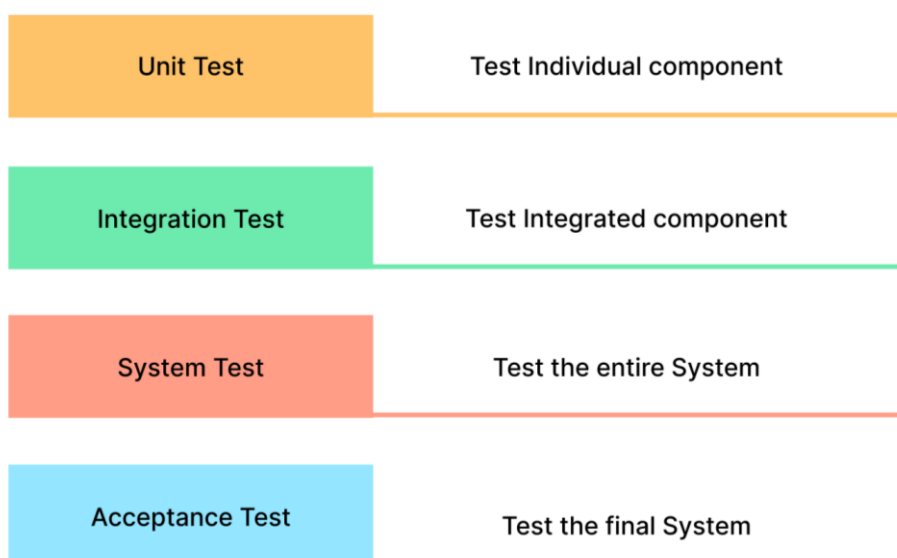 Unit Test
Test Individual component
Integration Test
Test Integrated component
System Test
Test the entire System
Acceptance Test
Test the final System